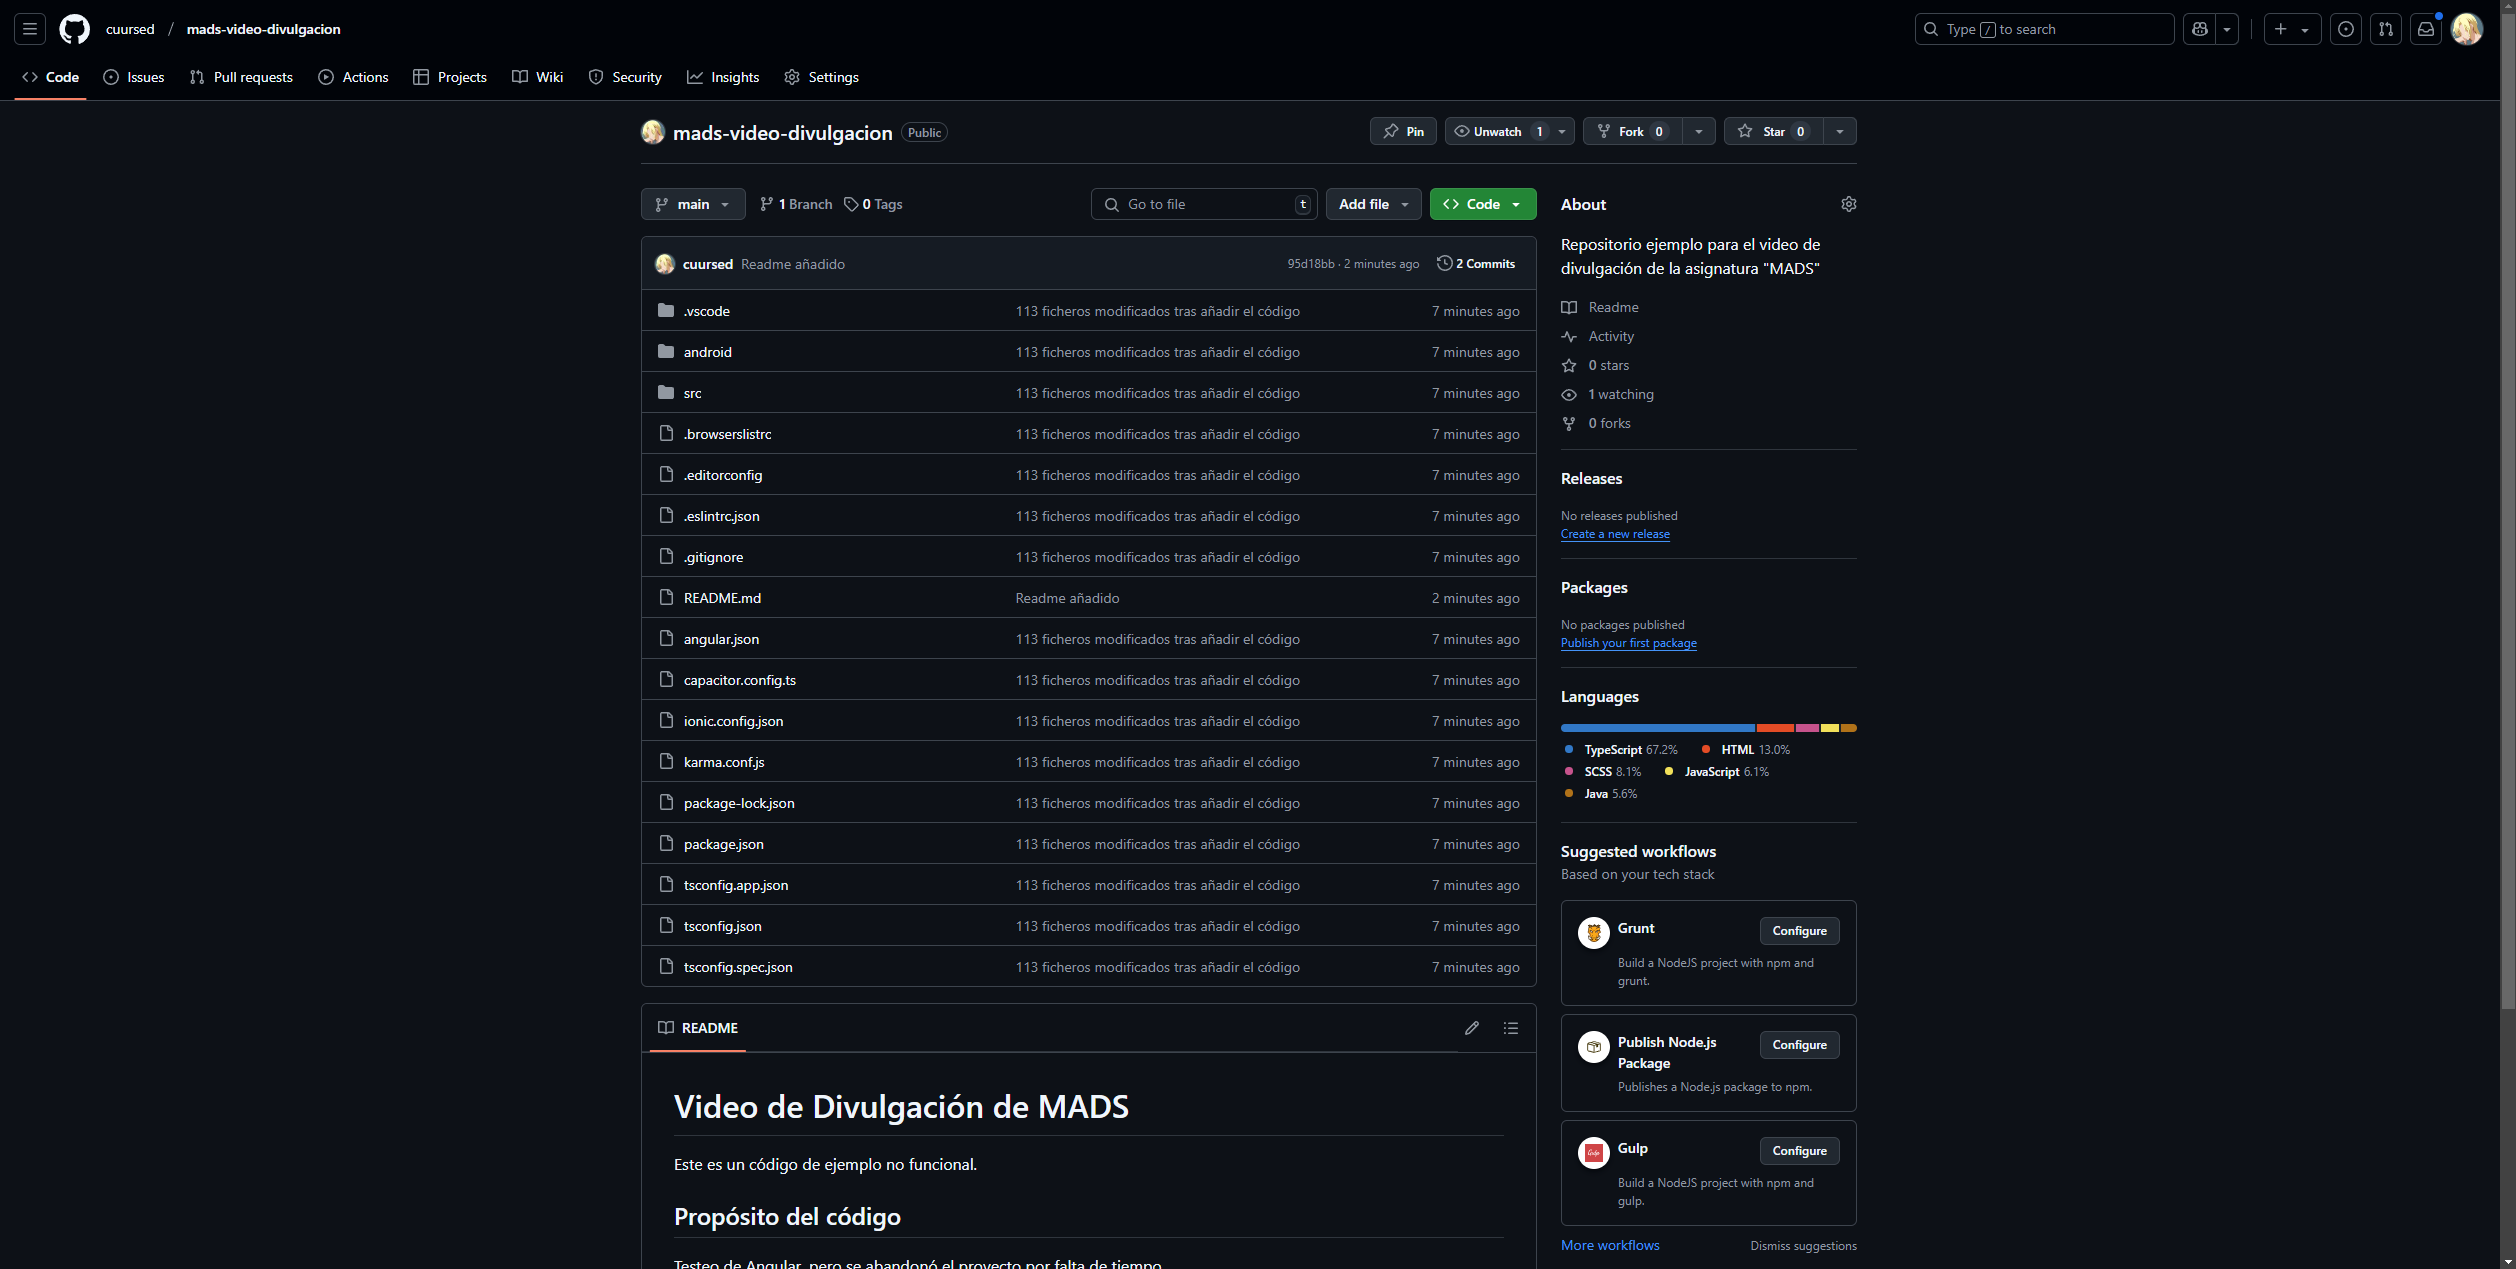 cuursed / mads-video-divulgacion
Type / to search
Code Issues Pull requests Actions Projects Wiki Security Insights Settings
mads-video-divulgacion Public
Pin Unwatch 1 Fork 0 Star 0
main 1 Branch 0 Tags
Go to file t Add file Code
cuursed Readme añadido 95d18bb · 2 minutes ago 2 Commits
.vscode 113 ficheros modificados tras añadir el código 7 minutes ago
android 113 ficheros modificados tras añadir el código 7 minutes ago
src 113 ficheros modificados tras añadir el código 7 minutes ago
.browserslistrc 113 ficheros modificados tras añadir el código 7 minutes ago
.editorconfig 113 ficheros modificados tras añadir el código 7 minutes ago
.eslintrc.json 113 ficheros modificados tras añadir el código 7 minutes ago
.gitignore 113 ficheros modificados tras añadir el código 7 minutes ago
README.md Readme añadido 2 minutes ago
angular.json 113 ficheros modificados tras añadir el código 7 minutes ago
capacitor.config.ts 113 ficheros modificados tras añadir el código 7 minutes ago
ionic.config.json 113 ficheros modificados tras añadir el código 7 minutes ago
karma.conf.js 113 ficheros modificados tras añadir el código 7 minutes ago
package-lock.json 113 ficheros modificados tras añadir el código 7 minutes ago
package.json 113 ficheros modificados tras añadir el código 7 minutes ago
tsconfig.app.json 113 ficheros modificados tras añadir el código 7 minutes ago
tsconfig.json 113 ficheros modificados tras añadir el código 7 minutes ago
tsconfig.spec.json 113 ficheros modificados tras añadir el código 7 minutes ago
README
Video de Divulgación de MADS
Este es un código de ejemplo no funcional.
Propósito del código
Testeo de Angular, pero se abandonó el proyecto por falta de tiempo
About
Repositorio ejemplo para el video de
divulgación de la asignatura "MADS"
Readme
Activity
0 stars
1 watching
0 forks
Releases
No releases published
Create a new release
Packages
No packages published
Publish your first package
Languages
TypeScript 67.2% HTML 13.0%
SCSS 8.1% JavaScript 6.1%
Java 5.6%
Suggested workflows
Based on your tech stack
Grunt Configure
Build a NodeJS project with npm and
grunt.
Publish Node.js
Package
Configure
Publishes a Node.js package to npm.
Gulp Configure
Build a NodeJS project with npm and
gulp.
More workflows Dismiss suggestions